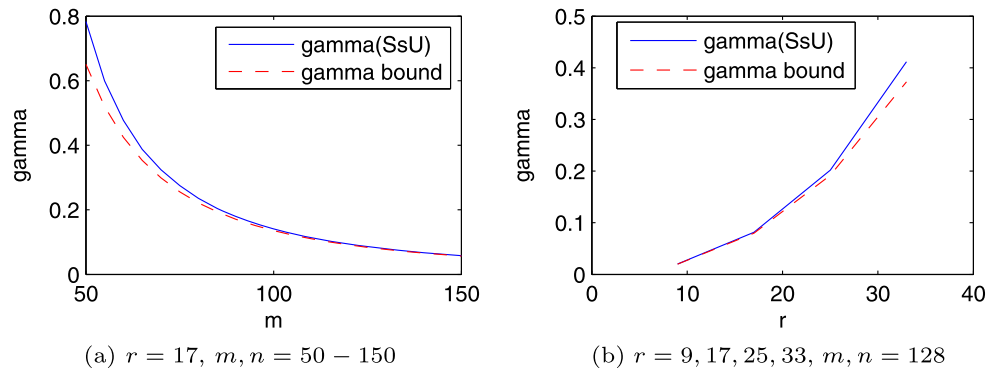 0.8
0.6
0.4
0.2
0
50
100
150
gamma
m
gamma(SsU)
gamma bound
(a) r = 17, m, n = 50 − 150
0.5
0.4
0.3
0.2
0.1
0
0
10
20
30
40
gamma
r
gamma(SsU)
gamma bound
(b) r = 9, 17, 25, 33, m, n = 128